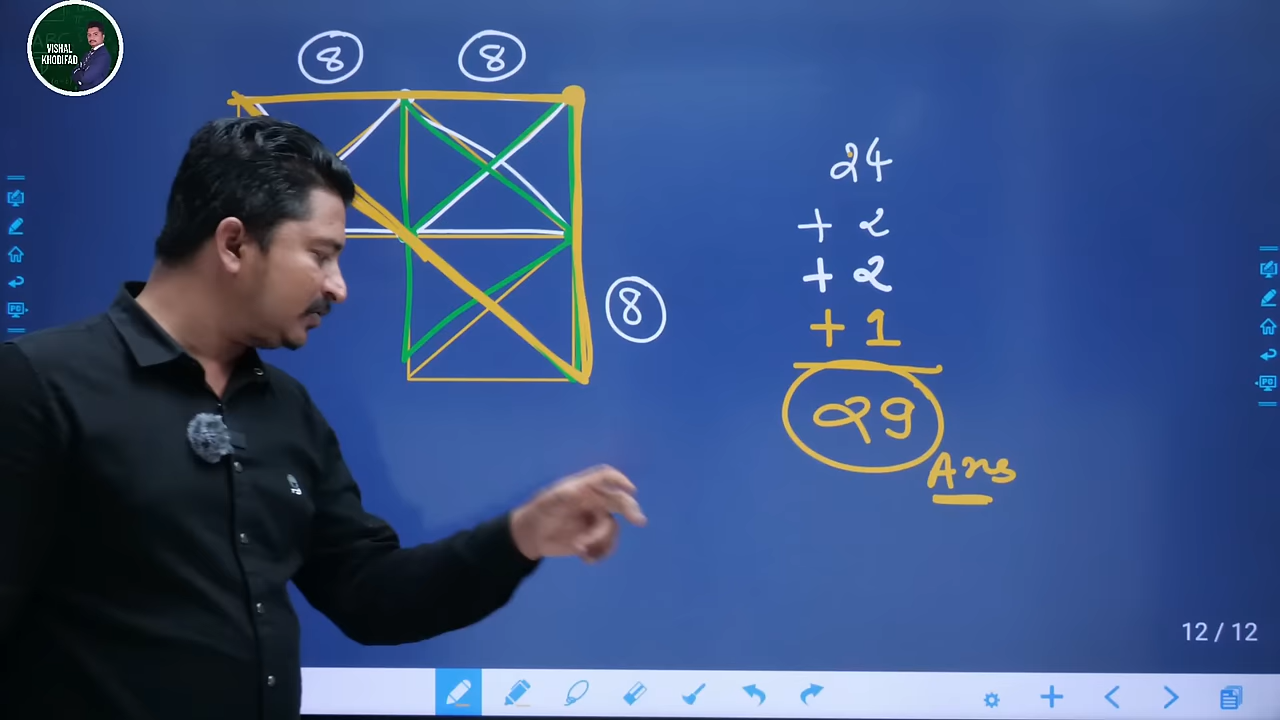 VISHAL
KHODIFAD
8 8
24
+ 2
+ 2
8
+ 1
29
Ans
12 / 12